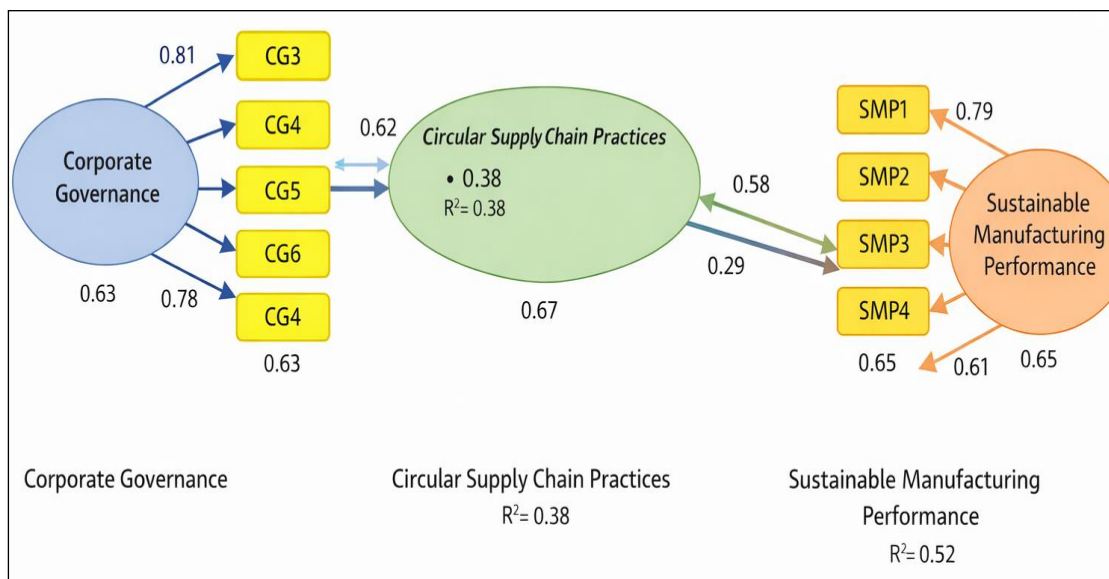 0.81
CG3
CG4
CG5
CG6
CG4
Corporate
Governance
0.63
0.78
0.63
0.62
Circular Supply Chain Practices
• 0.38
R²= 0.38
0.67
0.58
0.29
SMP1
SMP2
SMP3
SMP4
0.79
Sustainable
Manufacturing
Performance
0.65
0.61
0.65
Corporate Governance
Circular Supply Chain Practices
R²= 0.38
Sustainable Manufacturing
Performance
R²= 0.52